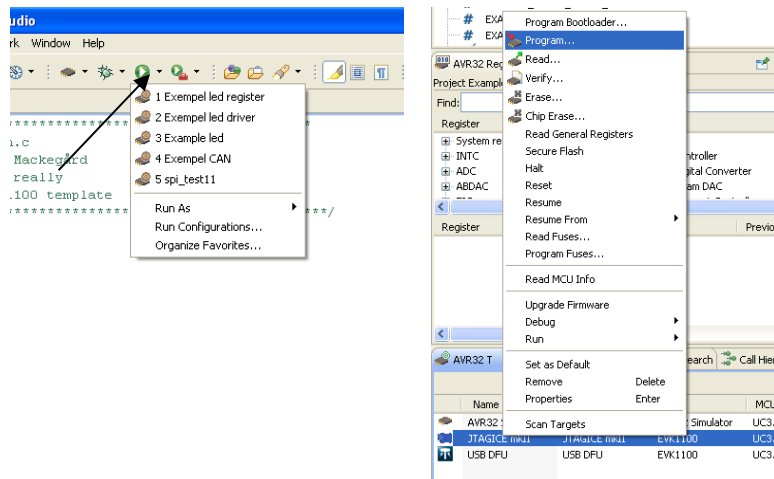 udio
rk Window Help
1 Exempel led register
2 Exempel led driver
3 Example led
4 Exempel CAN
5 spi_test11
Run As
Run Configurations...
Organize Favorites...
n.c
Mackegård
really
1100 template
***/
# EXA
# EXA
AVR32 Reg
Project Exampl
Find:
Register
System re
INTC
ADC
ABDAC
ntroller
gital Converter
am DAC
Register
Previo
Program Bootloader...
Program...
Read...
Verify...
Erase...
Chip Erase...
Read General Registers
Secure Flash
Halt
Reset
Resume
Resume From
Read Fuses...
Program Fuses...
Read MCU Info
Upgrade Firmware
Debug
Run
Set as Default
Remove Delete
Properties Enter
Scan Targets
AVR32 T
earch Call Hier
Name MCU
AVR32 Simulator UC3.
JTAGICE mkII JTAGICE mkII EVK1100 UC3.
USB DFU USB DFU EVK1100 UC3.